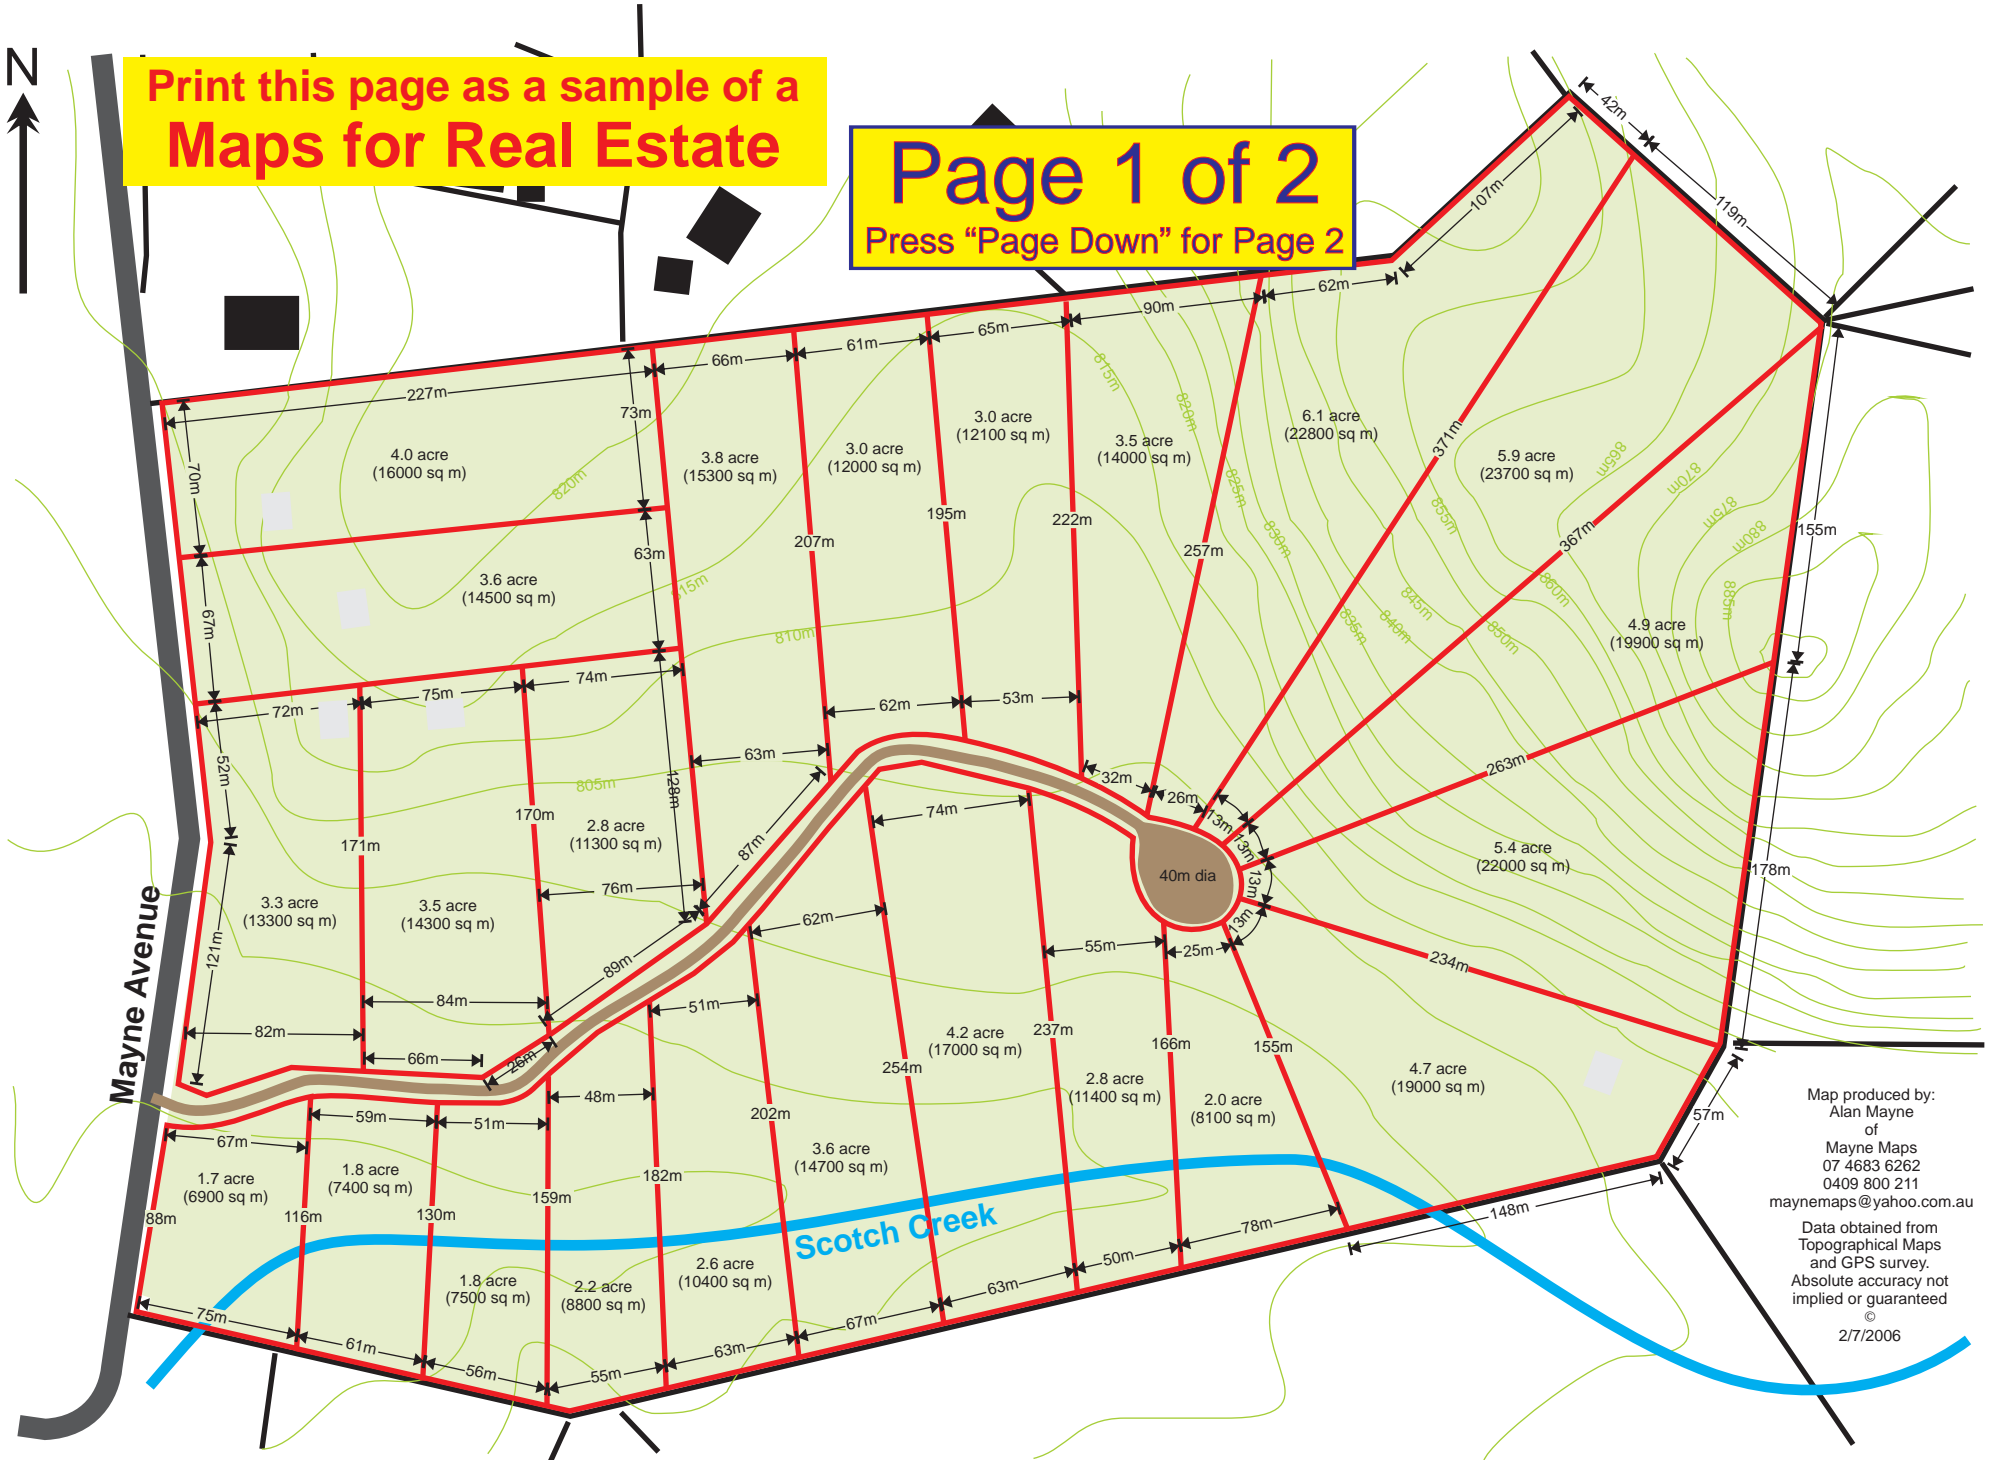 N
Print this page as a sample of a
Maps for Real Estate
Page 1 of 2
Press “Page Down” for Page 2
42m
119m
107m
62m
90m
65m
61m
66m
227m
73m
70m
4.0 acre
(16000 sq m)
820m
3.8 acre
(15300 sq m)
3.0 acre
(12000 sq m)
3.0 acre
(12100 sq m)
815m
820m
3.5 acre
(14000 sq m)
6.1 acre
(22800 sq m)
371m
5.9 acre
(23700 sq m)
865m
870m
875m
880m
885m
155m
825m
830m
855m
367m
860m
845m
840m
835m
850m
4.9 acre
(19900 sq m)
207m
195m
222m
257m
63m
3.6 acre
(14500 sq m)
815m
810m
67m
72m
75m
74m
62m
53m
52m
63m
128m
805m
32m
26m
13m
13m
13m
13m
263m
171m
170m
2.8 acre
(11300 sq m)
87m
74m
40m dia
5.4 acre
(22000 sq m)
178m
76m
3.3 acre
(13300 sq m)
3.5 acre
(14300 sq m)
62m
121m
Mayne Avenue
89m
55m
25m
234m
84m
82m
66m
26m
51m
4.2 acre
(17000 sq m)
237m
166m
155m
254m
2.8 acre
(11400 sq m)
2.0 acre
(8100 sq m)
4.7 acre
(19000 sq m)
57m
48m
59m
51m
67m
202m
1.7 acre
(6900 sq m)
1.8 acre
(7400 sq m)
3.6 acre
(14700 sq m)
88m
116m
130m
159m
182m
Scotch Creek
148m
78m
50m
63m
67m
63m
55m
56m
61m
75m
1.8 acre
(7500 sq m)
2.2 acre
(8800 sq m)
2.6 acre
(10400 sq m)
Map produced by:
Alan Mayne
of
Mayne Maps
07 4683 6262
0409 800 211
maynemaps@yahoo.com.au
Data obtained from
Topographical Maps
and GPS survey.
Absolute accuracy not
implied or guaranteed
©
2/7/2006